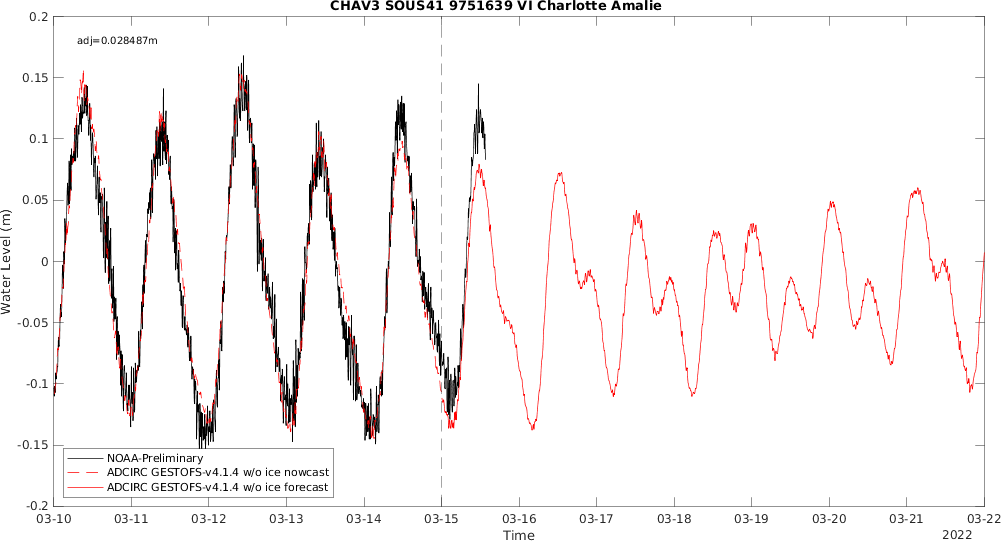 CHAV3 SOUS41 9751639 VI Charlotte Amalie
adj=0.028487m
0.2
0.15
0.1
0.05
0
-0.05
-0.1
-0.15
-0.2
Water Level (m)
NOAA-Preliminary
ADCIRC GESTOFS-v4.1.4 w/o ice nowcast
ADCIRC GESTOFS-v4.1.4 w/o ice forecast
03-10 03-11 03-12 03-13 03-14 03-15 03-16 03-17 03-18 03-19 03-20 03-21 03-22
Time
2022